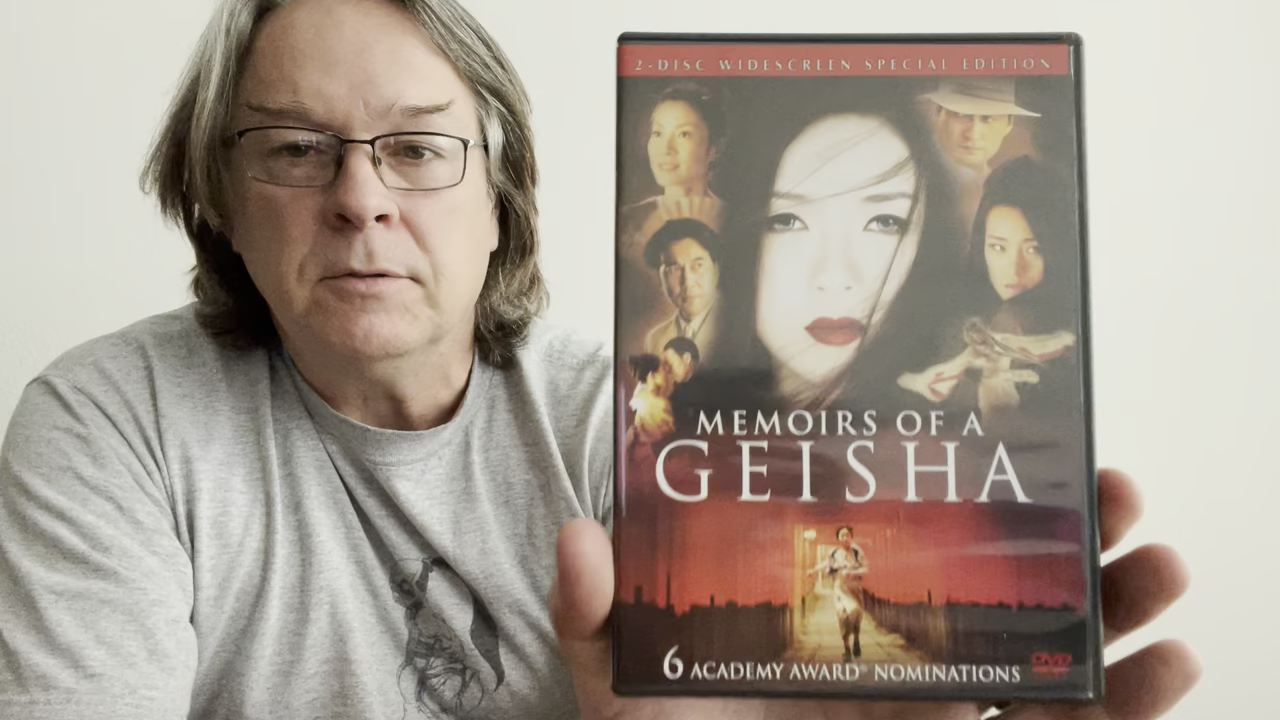 2-DISC WIDESCREEN SPECIAL EDITION
MEMOIRS OF A
GEISHA
6 ACADEMY AWARD® NOMINATIONS
DVD